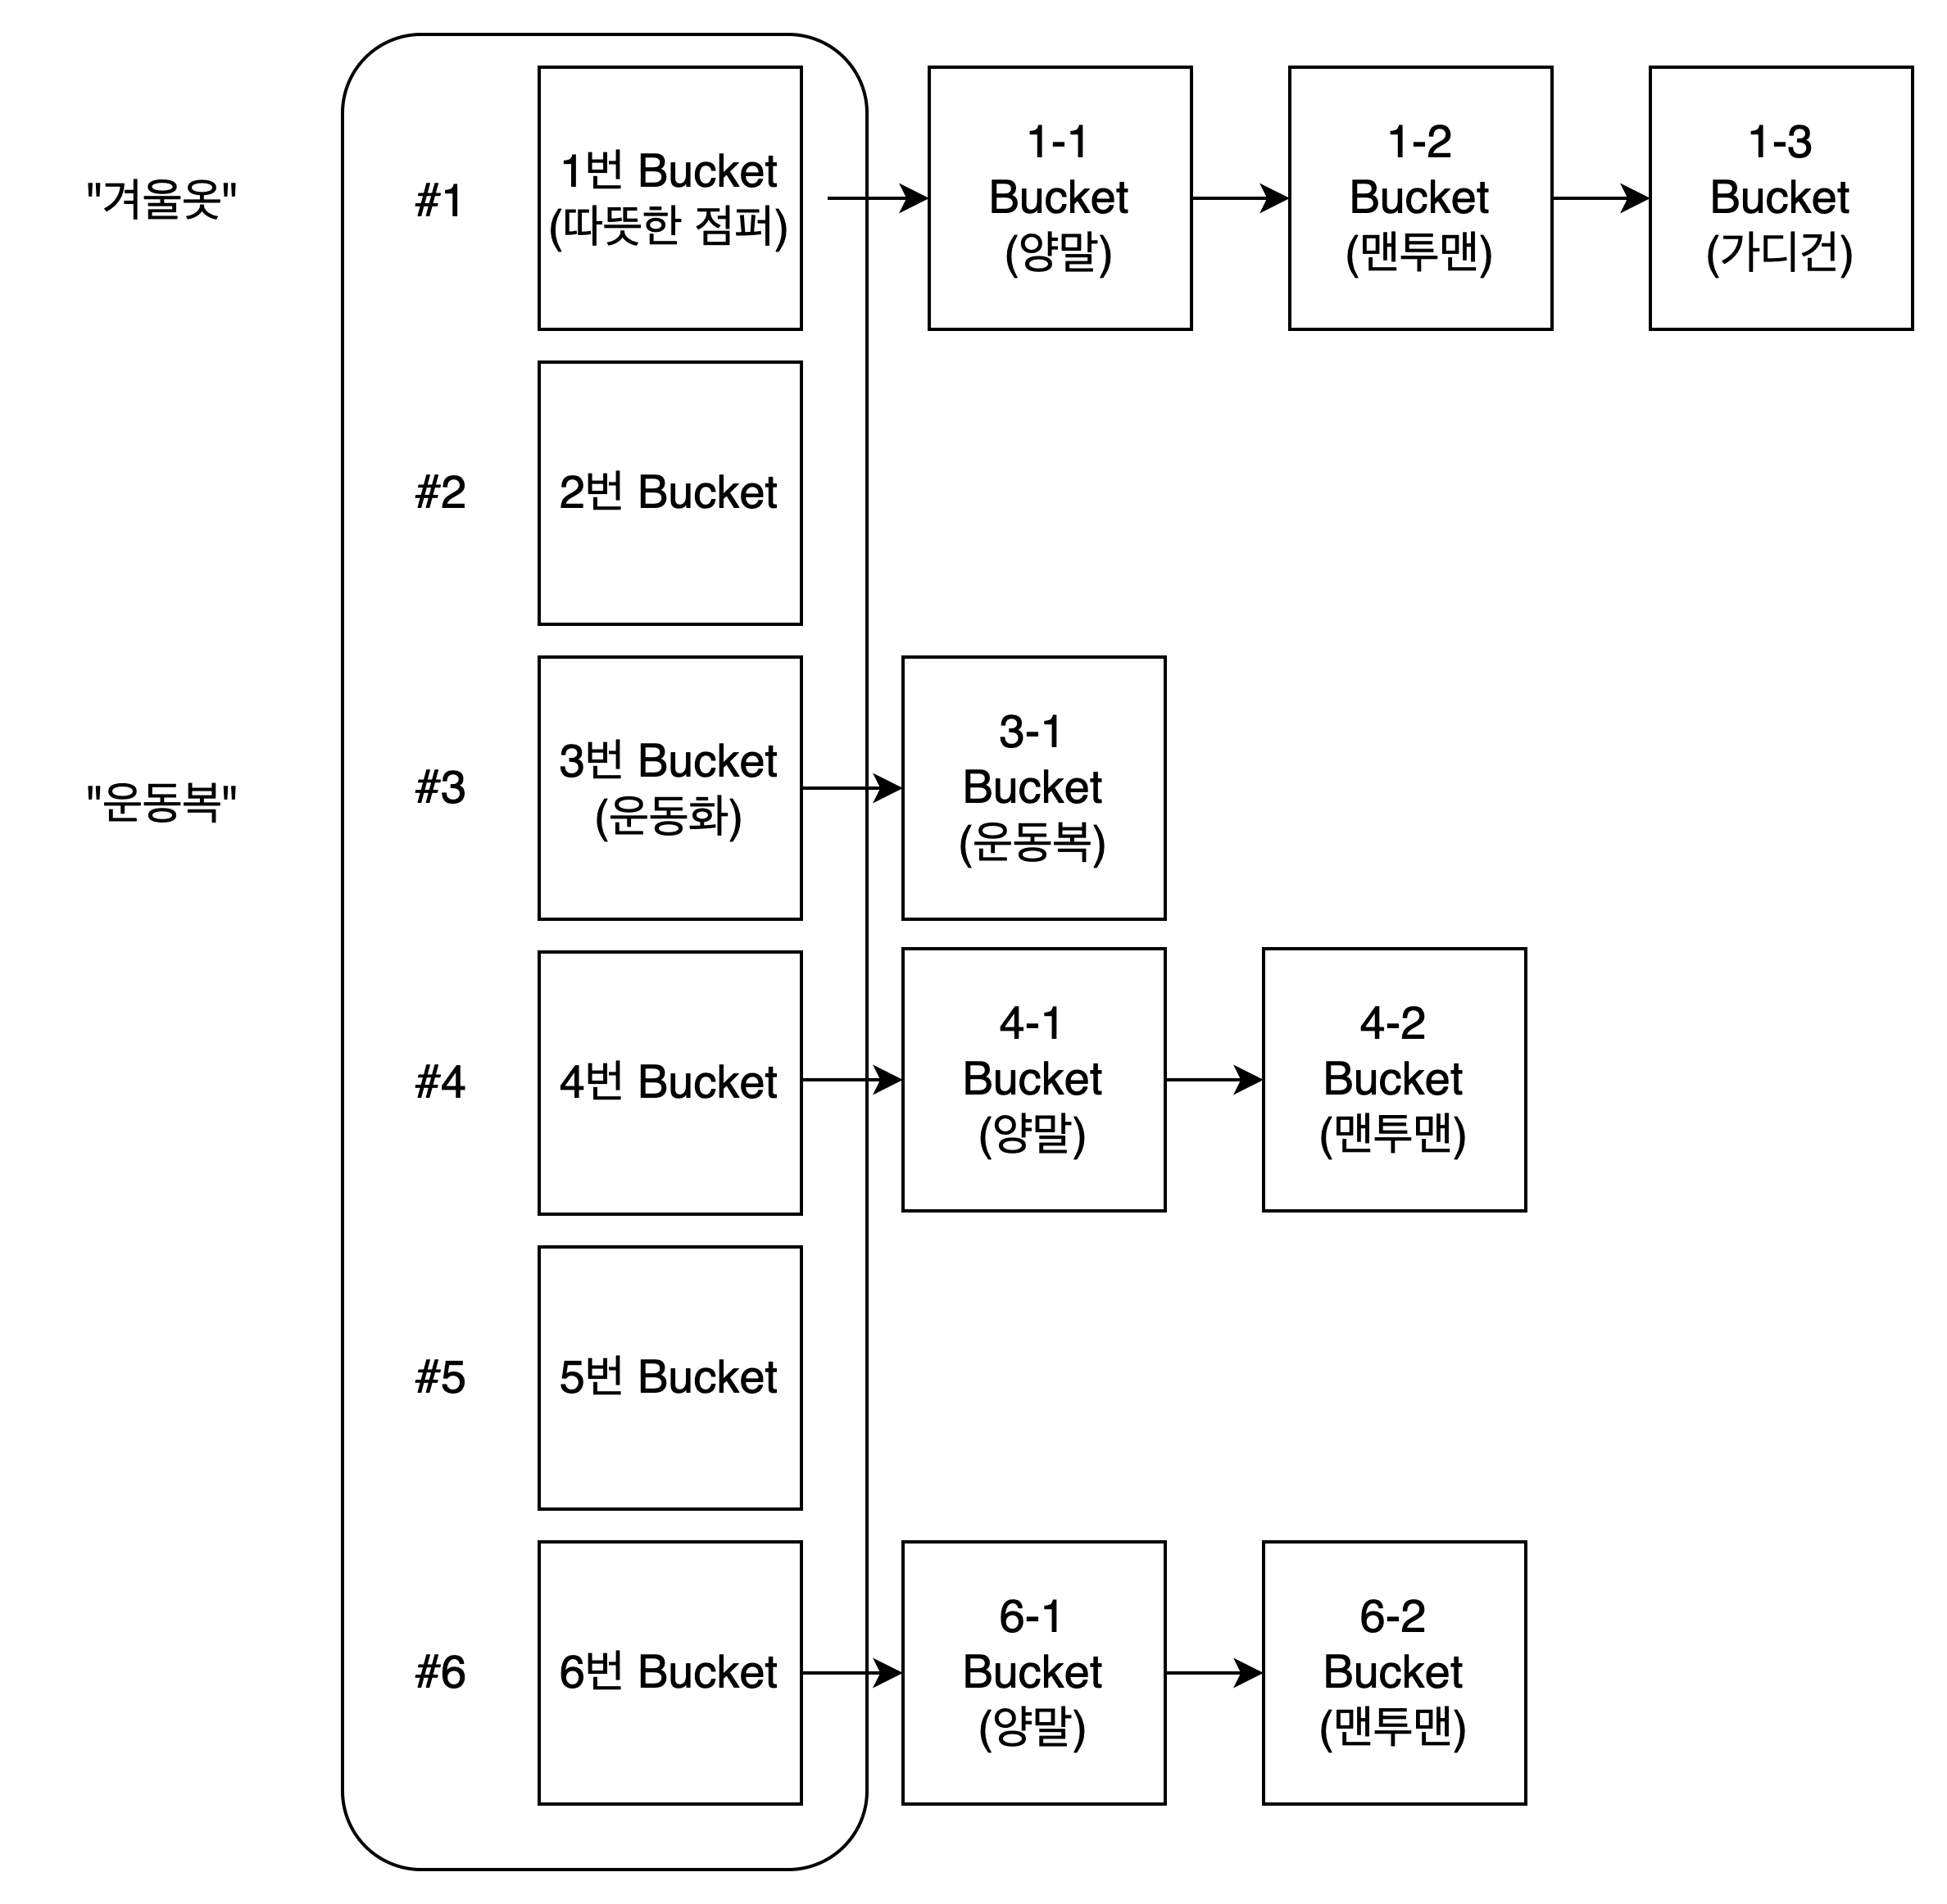 "겨울옷"
#1
1번 Bucket
(따뜻한 점퍼)
1-1
Bucket
(양말)
1-2
Bucket
(맨투맨)
1-3
Bucket
(가디건)
#2
2번 Bucket
"운동복"
#3
3번 Bucket
(운동화)
3-1
Bucket
(운동복)
#4
4번 Bucket
4-1
Bucket
(양말)
4-2
Bucket
(맨투맨)
#5
5번 Bucket
#6
6번 Bucket
6-1
Bucket
(양말)
6-2
Bucket
(맨투맨)